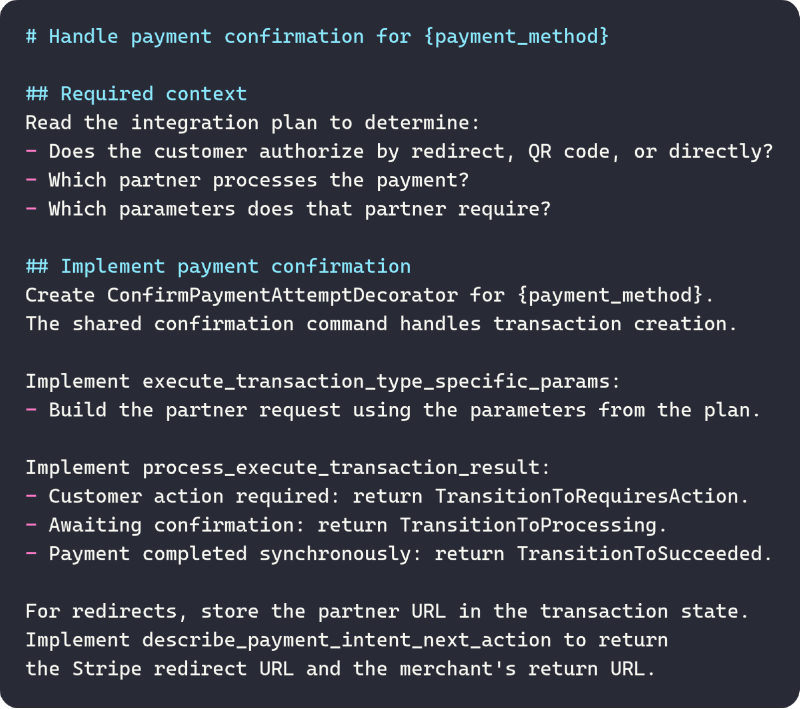 # Handle payment confirmation for {payment_method}
## Required context
Read the integration plan to determine:
- Does the customer authorize by redirect, QR code, or directly?
- Which partner processes the payment?
- Which parameters does that partner require?
## Implement payment confirmation
Create ConfirmPaymentAttemptDecorator for {payment_method}.
The shared confirmation command handles transaction creation.
Implement execute_transaction_type_specific_params:
- Build the partner request using the parameters from the plan.
Implement process_execute_transaction_result:
- Customer action required: return TransitionToRequiresAction.
- Awaiting confirmation: return TransitionToProcessing.
- Payment completed synchronously: return TransitionToSucceeded.
For redirects, store the partner URL in the transaction state.
Implement describe_payment_intent_next_action to return
the Stripe redirect URL and the merchant's return URL.